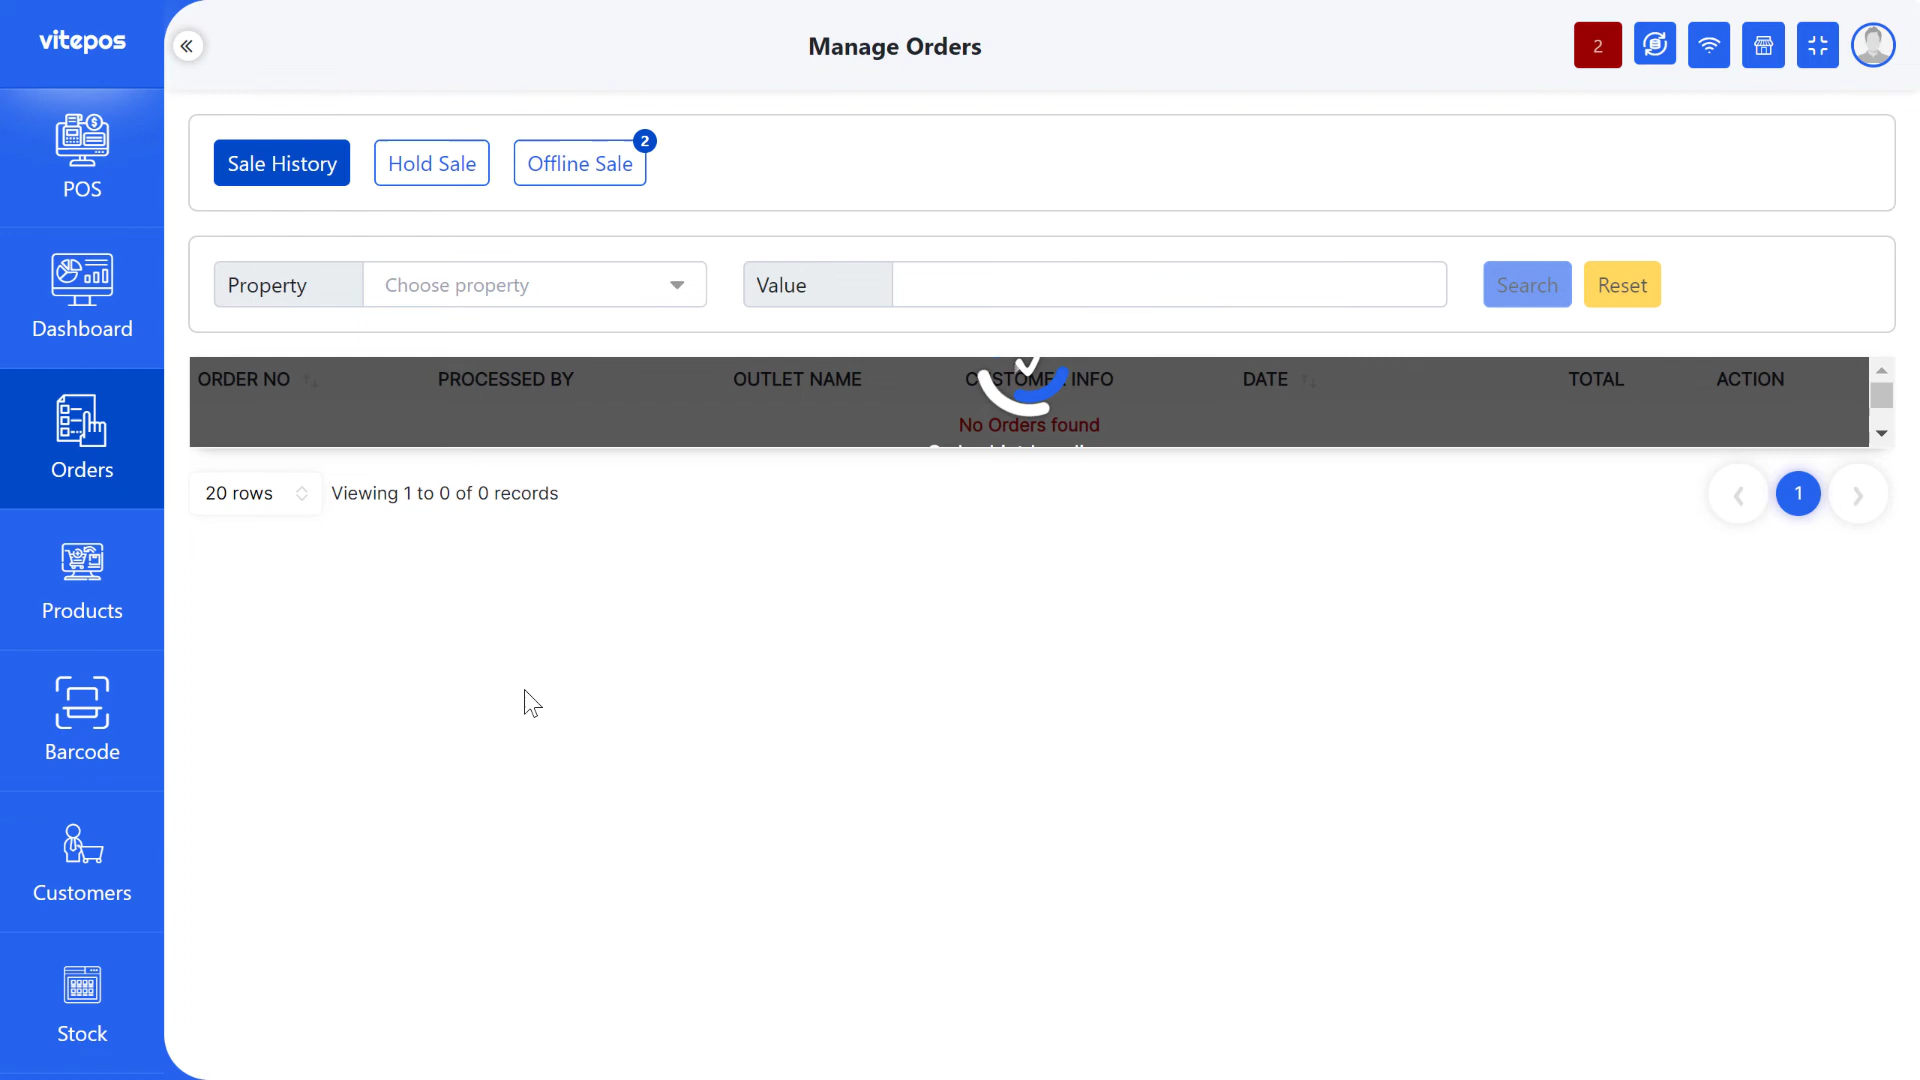 vitepos
Manage Orders
2
POS
Dashboard
Orders
Products
Barcode
Customers
Stock
Sale History
Hold Sale
Offline Sale
2
Property
Choose property
Value
Search
Reset
ORDER NO
PROCESSED BY
OUTLET NAME
CUSTOMER INFO
DATE
TOTAL
ACTION
No Orders found
20 rows
Viewing 1 to 0 of 0 records
1